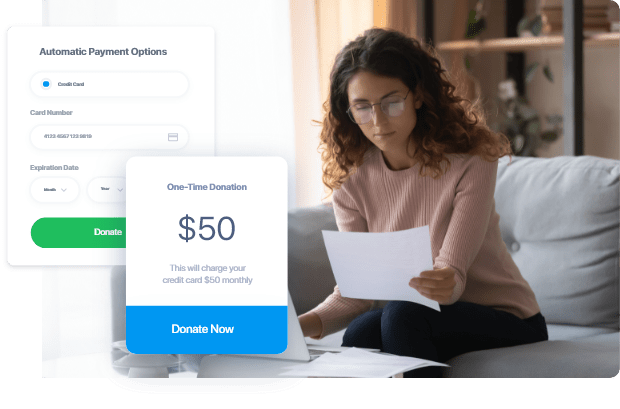 Automatic Payment Options
Credit Card
Card Number
4123 4567 123 9819
Expiration Date
Month
Year
Donate
One-Time Donation
$50
This will charge your
credit card $50 monthly
Donate Now